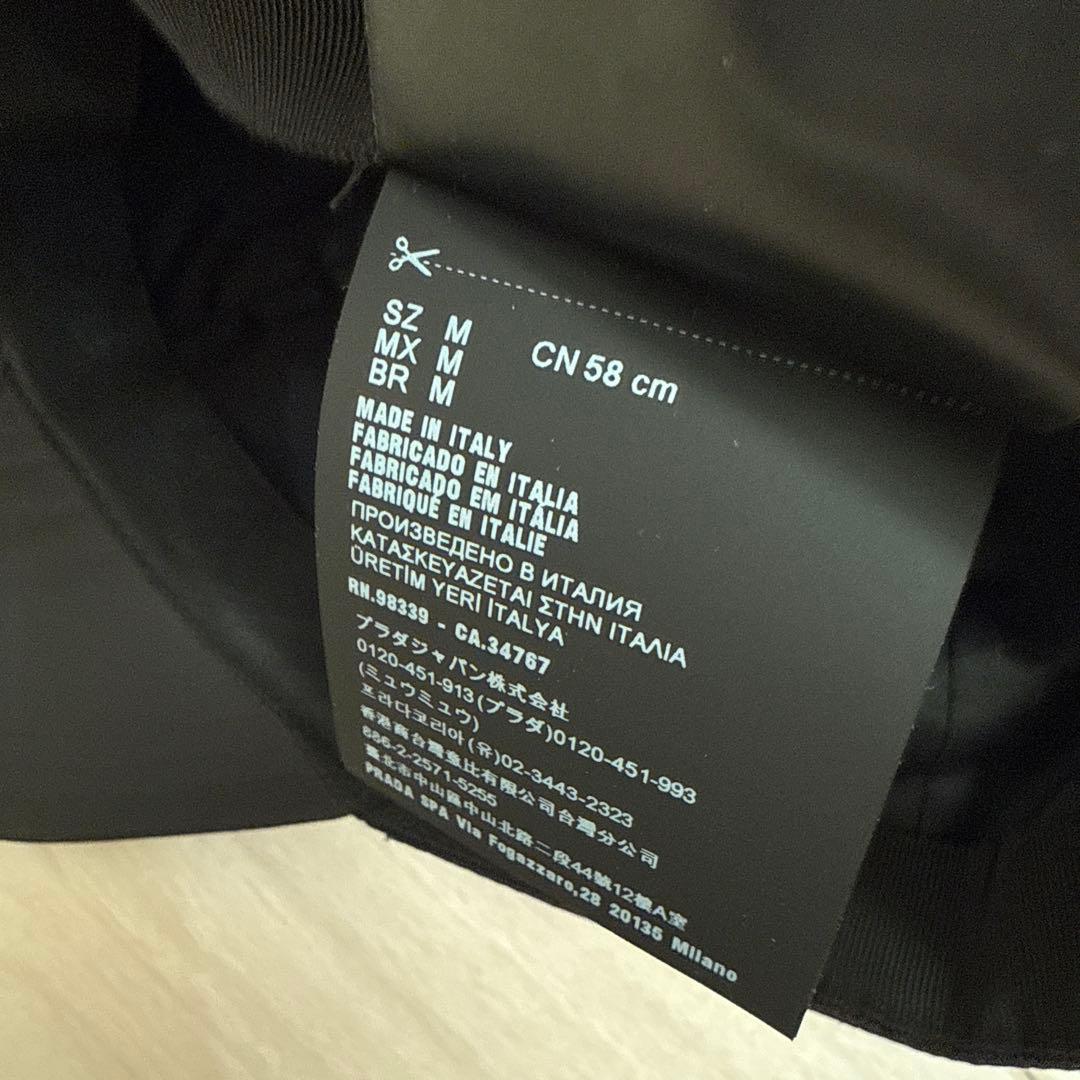 SZ M CN 58 cm
MX M
BR M
MADE IN ITALY
FABRICADO EN ITALIA
FABRICADO EM ITÁLIA
FABRIQUÉ EN ITALIE
ПРОИЗВЕДЕНО В ИТАЛИЯ
ΚΑΤΑΣΚΕΥΑΖΕΤΑΙ ΣΤΗΝ ΙΤΑΛΙΑ
ÜRETİM YERİ İTALYA
RN.98339 - CA.34767
プラダジャパン株式会社
0120-451-913(プラダ)0120-451-993
(ミュウミュウ)
프라다코리아(유)02-3443-2323
香港商台灣蓝比有限公司台灣分公司
886-2-2571-5255
臺北市中山區中山北路二段44號12樓A室
PRADA SPA Via Fogazzaro,28 20135 Milano